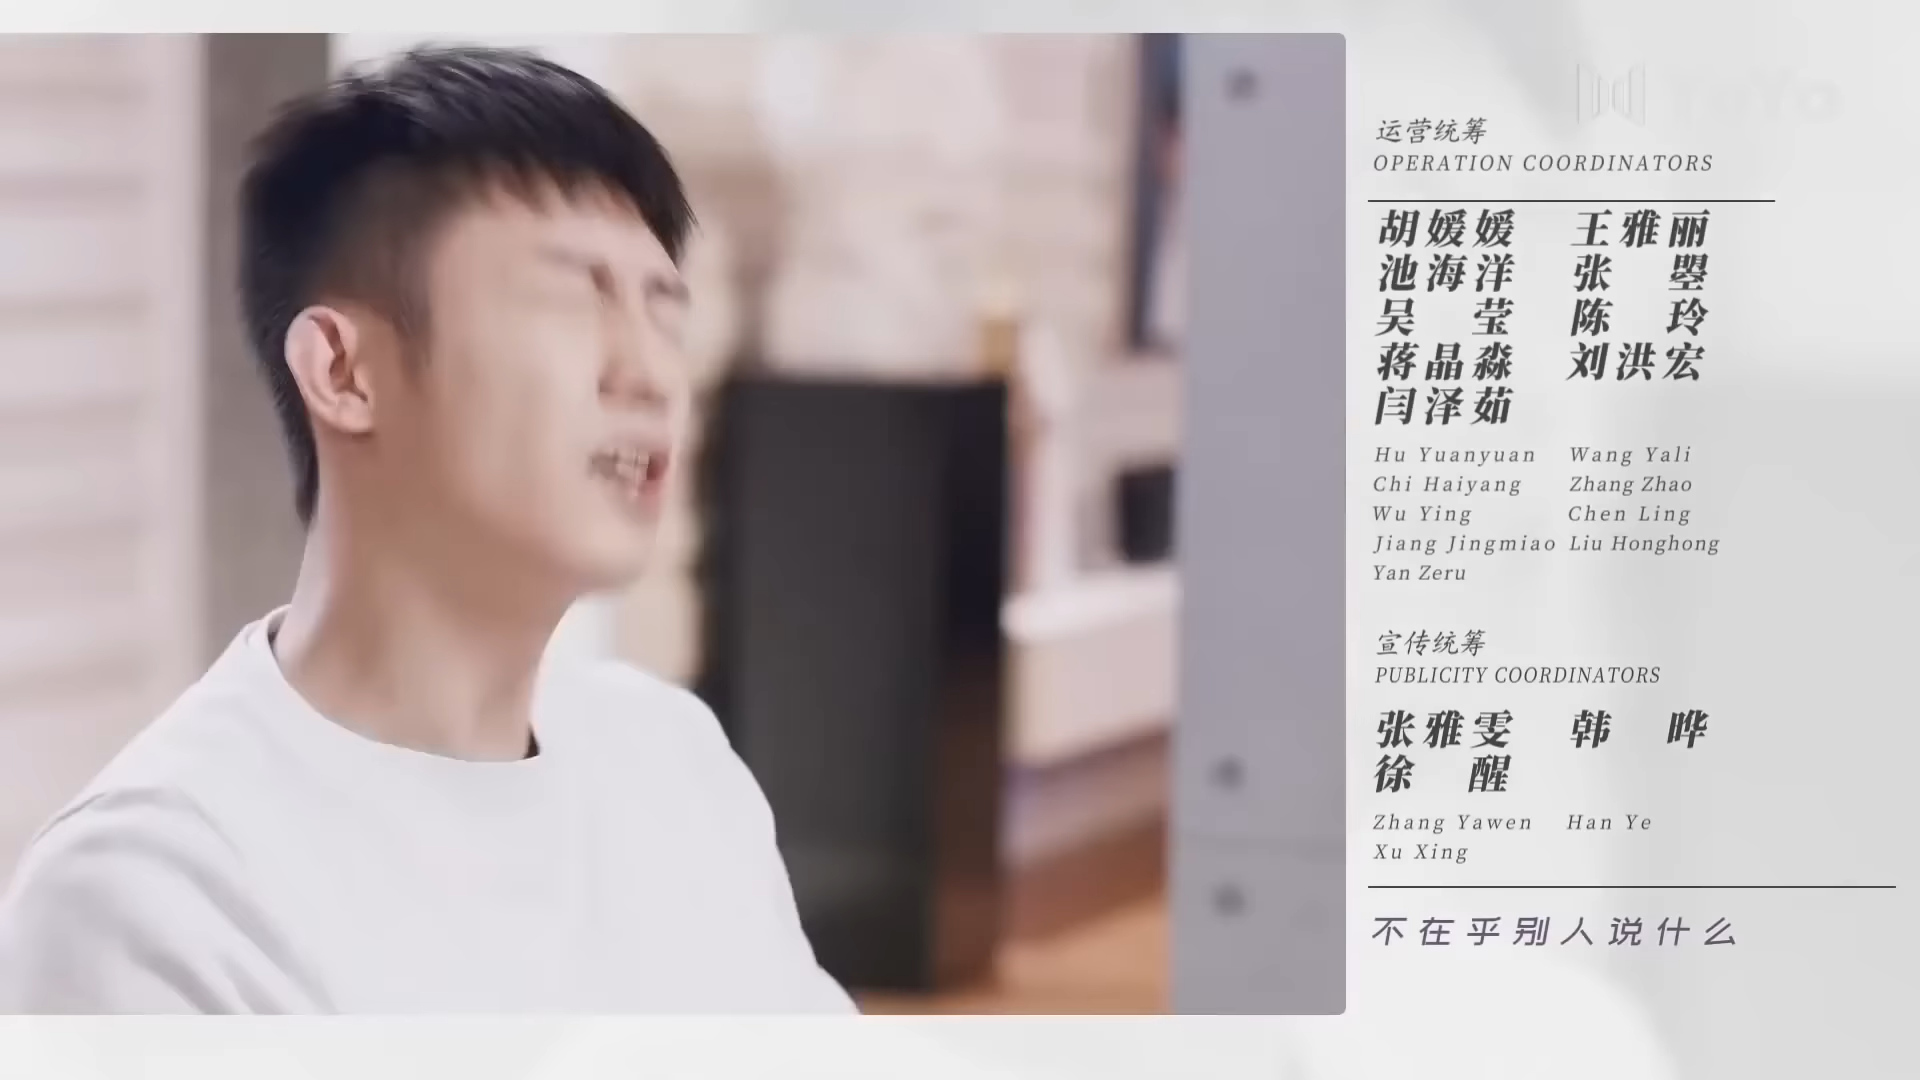 运营统筹
OPERATION COORDINATORS
胡媛媛 王雅丽
池海洋 张曌
吴莹 陈玲
蒋晶淼 刘洪宏
闫泽茹
Hu Yuanyuan Wang Yali
Chi Haiyang Zhang Zhao
Wu Ying Chen Ling
Jiang Jingmiao Liu Honghong
Yan Zeru
宣传统筹
PUBLICITY COORDINATORS
张雅雯 韩晔
徐醒
Zhang Yawen Han Ye
Xu Xing
不在乎别人说什么